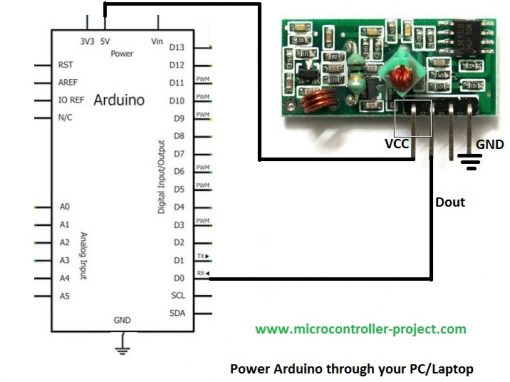 3V3 5V Vin
Power
RST
AREF
IO REF
N/C
Arduino
A0
A1
A2
A3
A4
A5
Analog Input
Digital Input/Output
D13
D12
PWM D11
PWM D10
PWM D9
D8
D7
PWM D6
PWM D5
D4
PWM D3
D2
TX D1
RX D0
SCL
SDA
GND
VCC
GND
Dout
www.microcontroller-project.com
Power Arduino through your PC/Laptop